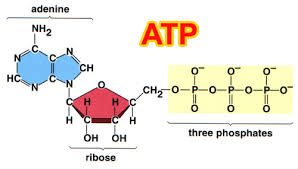 adenine
NH₂
ATP
N C C N
HC C CH
N N
O
CH₂ O P O P O P O⁻
O⁻ O⁻ O⁻
O O O
C H H C
H C C H
OH OH
ribose
three phosphates